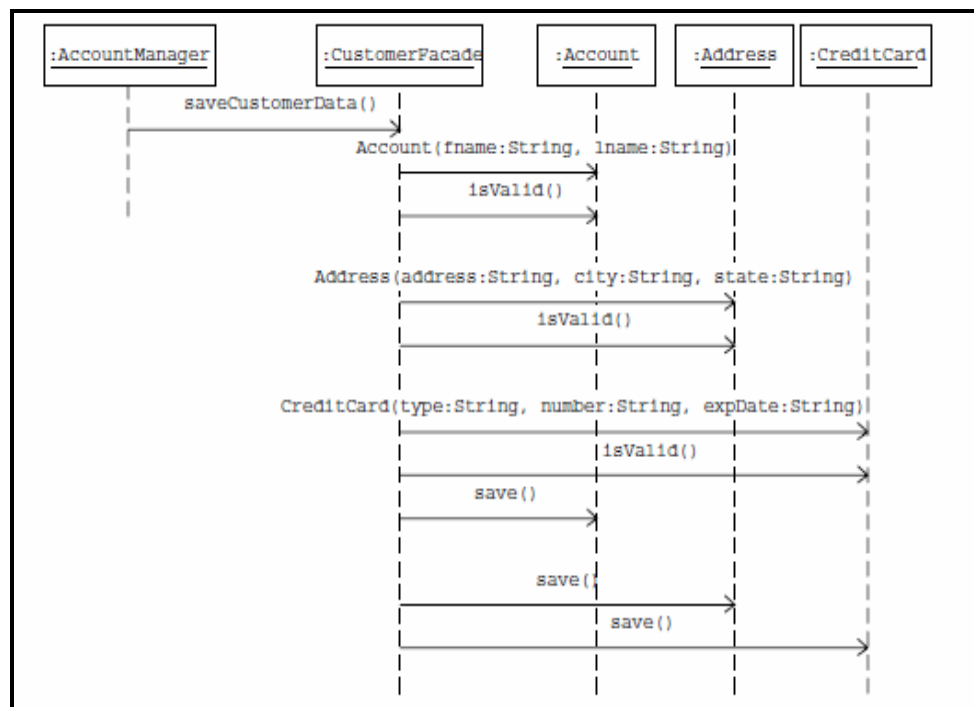 :AccountManager :CustomerFacade :Account :Address :CreditCard
saveCustomerData()
Account(fname:String, lname:String)
isValid()
Address(address:String, city:String, state:String)
isValid()
CreditCard(type:String, number:String, expDate:String)
isValid()
save()
save()
save()